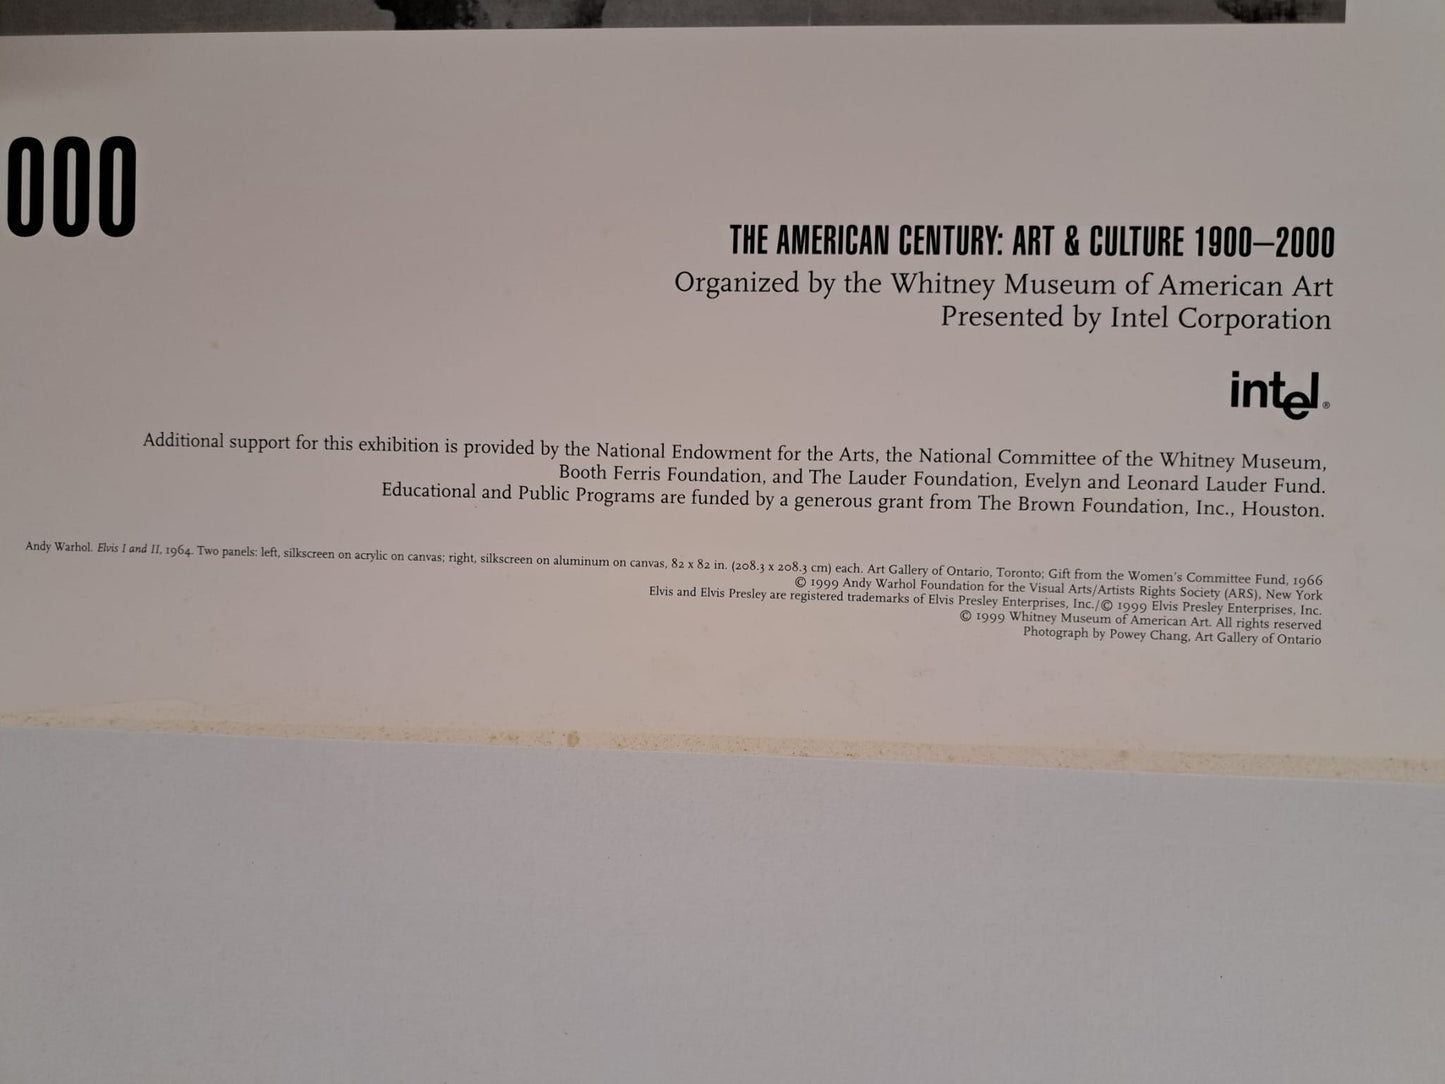 000
THE AMERICAN CENTURY: ART & CULTURE 1900–2000
Organized by the Whitney Museum of American Art
Presented by Intel Corporation
intel®
Additional support for this exhibition is provided by the National Endowment for the Arts, the National Committee of the Whitney Museum,
Booth Ferris Foundation, and The Lauder Foundation, Evelyn and Leonard Lauder Fund.
Educational and Public Programs are funded by a generous grant from The Brown Foundation, Inc., Houston.
Andy Warhol. Elvis I and II, 1964. Two panels: left, silkscreen on acrylic on canvas; right, silkscreen on aluminum on canvas, 82 x 82 in. (208.3 x 208.3 cm) each. Art Gallery of Ontario, Toronto; Gift from the Women's Committee Fund, 1966
© 1999 Andy Warhol Foundation for the Visual Arts/Artists Rights Society (ARS), New York
Elvis and Elvis Presley are registered trademarks of Elvis Presley Enterprises, Inc./© 1999 Elvis Presley Enterprises, Inc.
© 1999 Whitney Museum of American Art. All rights reserved
Photograph by Powey Chang, Art Gallery of Ontario